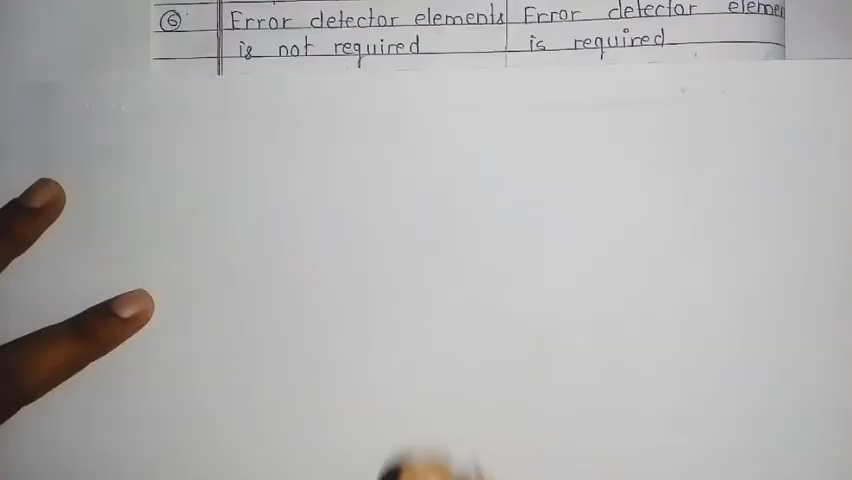 ⑥ Error detector elements Error detector elemen
is not required is required